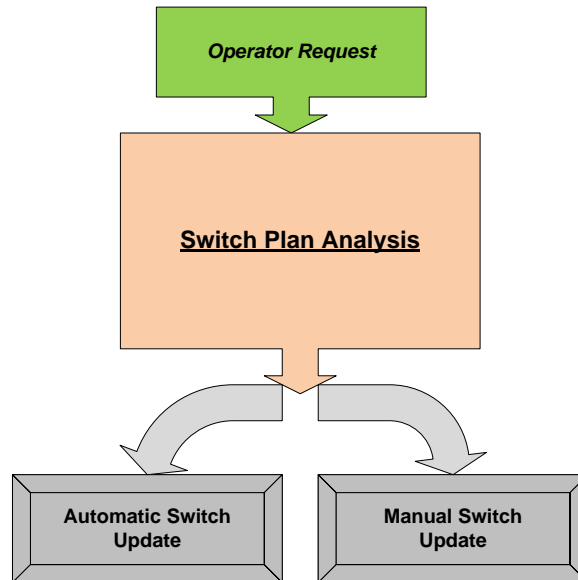 Operator Request
Switch Plan Analysis
Automatic Switch
Update
Manual Switch
Update